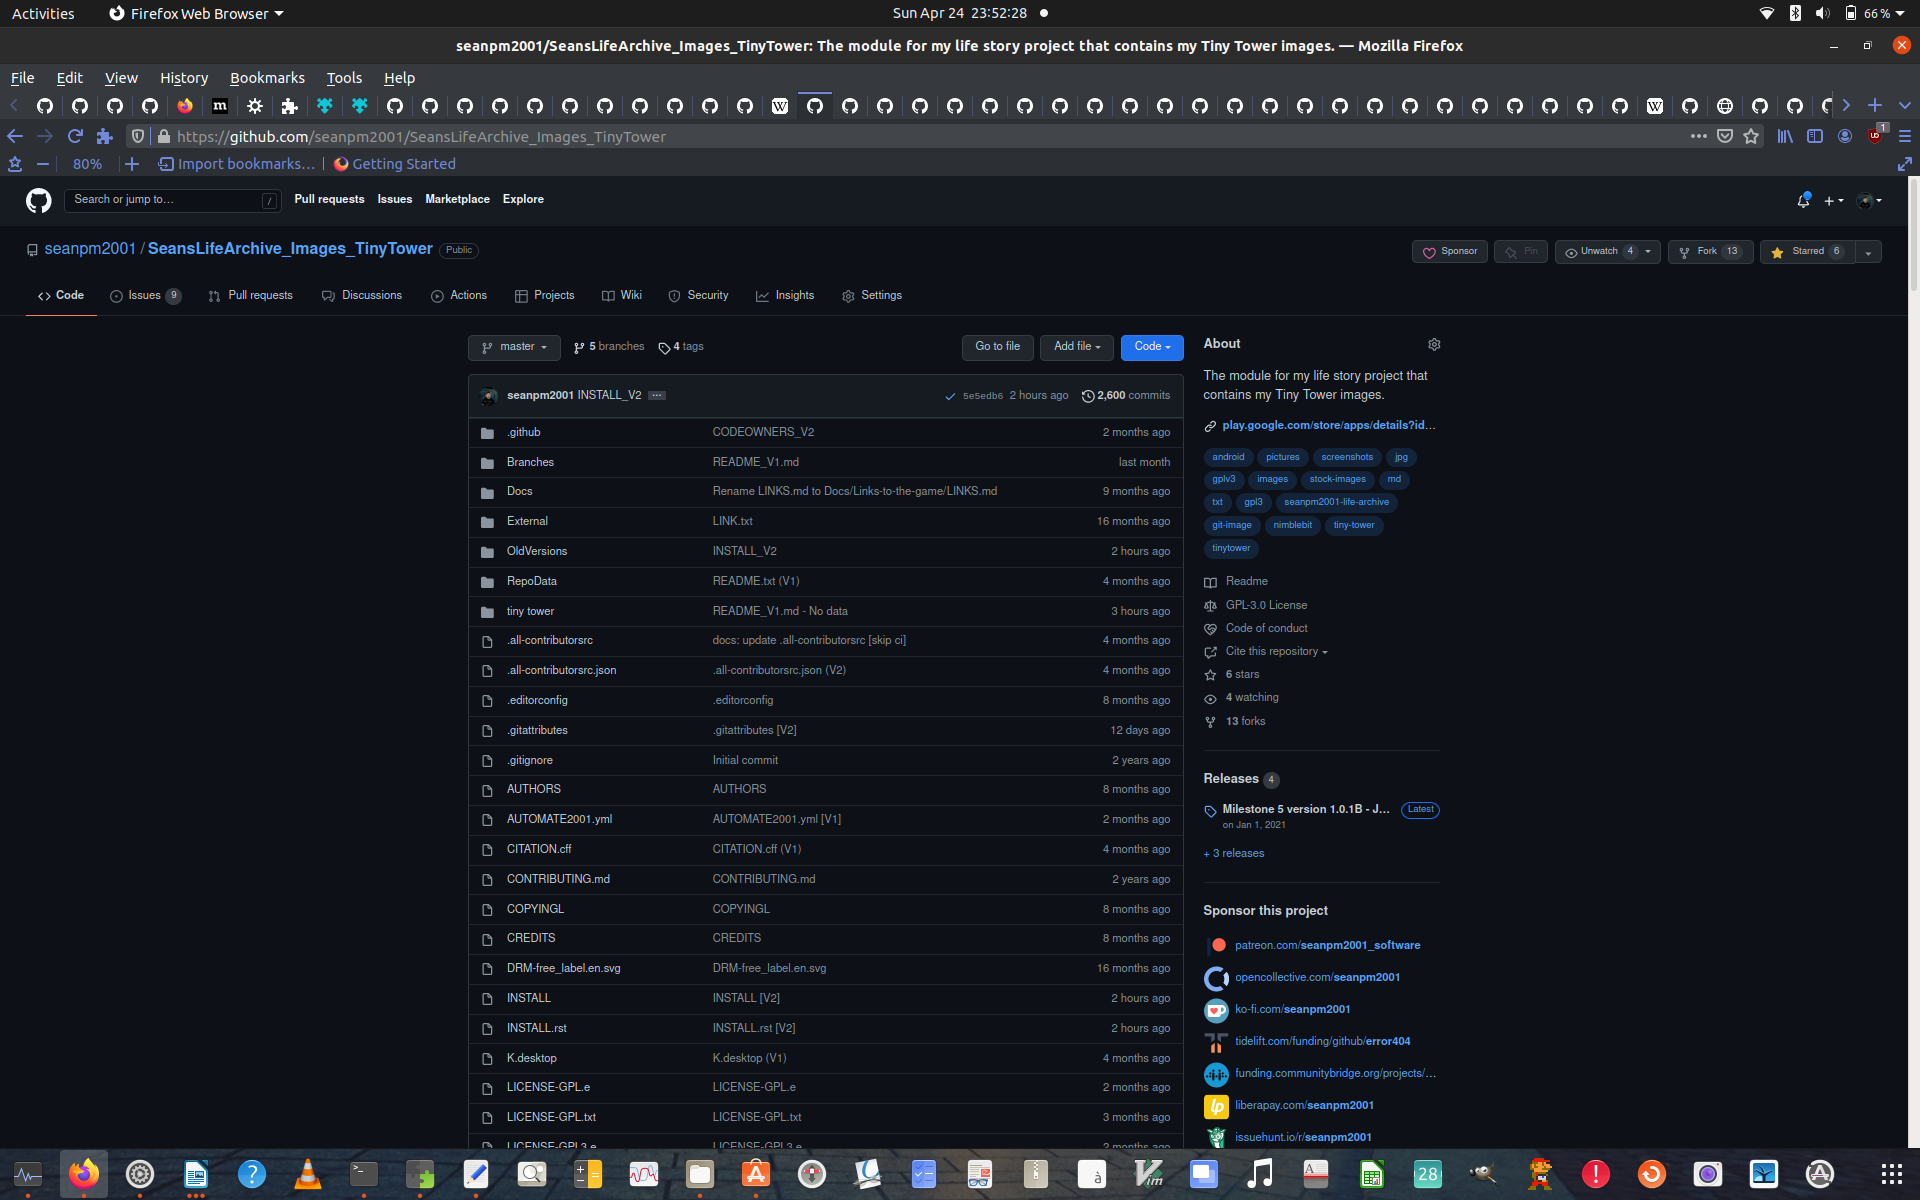 Activities
Firefox Web Browser
Sun Apr 24 23:52:28
66 %
seanpm2001/SeansLifeArchive_Images_TinyTower: The module for my life story project that contains my Tiny Tower images. — Mozilla Firefox
File Edit View History Bookmarks Tools Help
https://github.com/seanpm2001/SeansLifeArchive_Images_TinyTower
1
80%
Import bookmarks…
Getting Started
Search or jump to…
/
Pull requests Issues Marketplace Explore
seanpm2001 / SeansLifeArchive_Images_TinyTower Public
Sponsor
Pin
Unwatch 4
Fork 13
Starred 6
Code
Issues 9
Pull requests
Discussions
Actions
Projects
Wiki
Security
Insights
Settings
master
5 branches
4 tags
Go to file
Add file
Code
seanpm2001 INSTALL_V2 … 5e5edb6 2 hours ago 2,600 commits
.github CODEOWNERS_V2 2 months ago
Branches README_V1.md last month
Docs Rename LINKS.md to Docs/Links-to-the-game/LINKS.md 9 months ago
External LINK.txt 16 months ago
OldVersions INSTALL_V2 2 hours ago
RepoData README.txt (V1) 4 months ago
tiny tower README_V1.md - No data 3 hours ago
.all-contributorsrc docs: update .all-contributorsrc [skip ci] 4 months ago
.all-contributorsrc.json .all-contributorsrc.json (V2) 4 months ago
.editorconfig .editorconfig 8 months ago
.gitattributes .gitattributes [V2] 12 days ago
.gitignore Initial commit 2 years ago
AUTHORS AUTHORS 8 months ago
AUTOMATE2001.yml AUTOMATE2001.yml [V1] 2 months ago
CITATION.cff CITATION.cff (V1) 4 months ago
CONTRIBUTING.md CONTRIBUTING.md 2 years ago
COPYINGL COPYINGL 8 months ago
CREDITS CREDITS 8 months ago
DRM-free_label.en.svg DRM-free_label.en.svg 16 months ago
INSTALL INSTALL [V2] 2 hours ago
INSTALL.rst INSTALL.rst [V2] 2 hours ago
K.desktop K.desktop (V1) 4 months ago
LICENSE-GPL.e LICENSE-GPL.e 2 months ago
LICENSE-GPL.txt LICENSE-GPL.txt 3 months ago
LICENSE-GPL3.e LICENSE-GPL3.e 2 months ago
About
The module for my life story project that
contains my Tiny Tower images.
play.google.com/store/apps/details?id…
android pictures screenshots jpg
gplv3 images stock-images md
txt gpl3 seanpm2001-life-archive
git-image nimblebit tiny-tower
tinytower
Readme
GPL-3.0 License
Code of conduct
Cite this repository
6 stars
4 watching
13 forks
Releases 4
Milestone 5 version 1.0.1B - J… Latest
on Jan 1, 2021
+ 3 releases
Sponsor this project
patreon.com/seanpm2001_software
opencollective.com/seanpm2001
ko-fi.com/seanpm2001
tidelift.com/funding/github/error404
funding.communitybridge.org/projects/…
liberapay.com/seanpm2001
issuehunt.io/r/seanpm2001
28